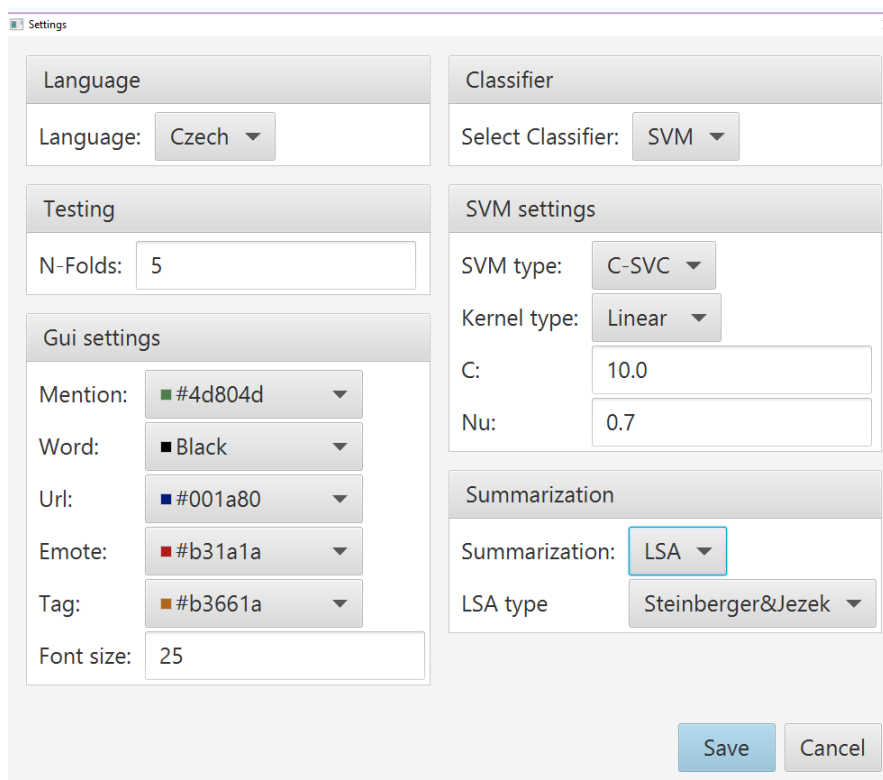 Settings
Language
Language: Czech
Testing
N-Folds: 5
Gui settings
Mention: #4d804d
Word: Black
Url: #001a80
Emote: #b31a1a
Tag: #b3661a
Font size: 25
Classifier
Select Classifier: SVM
SVM settings
SVM type: C-SVC
Kernel type: Linear
C: 10.0
Nu: 0.7
Summarization
Summarization: LSA
LSA type Steinberger&Jezek
Save Cancel